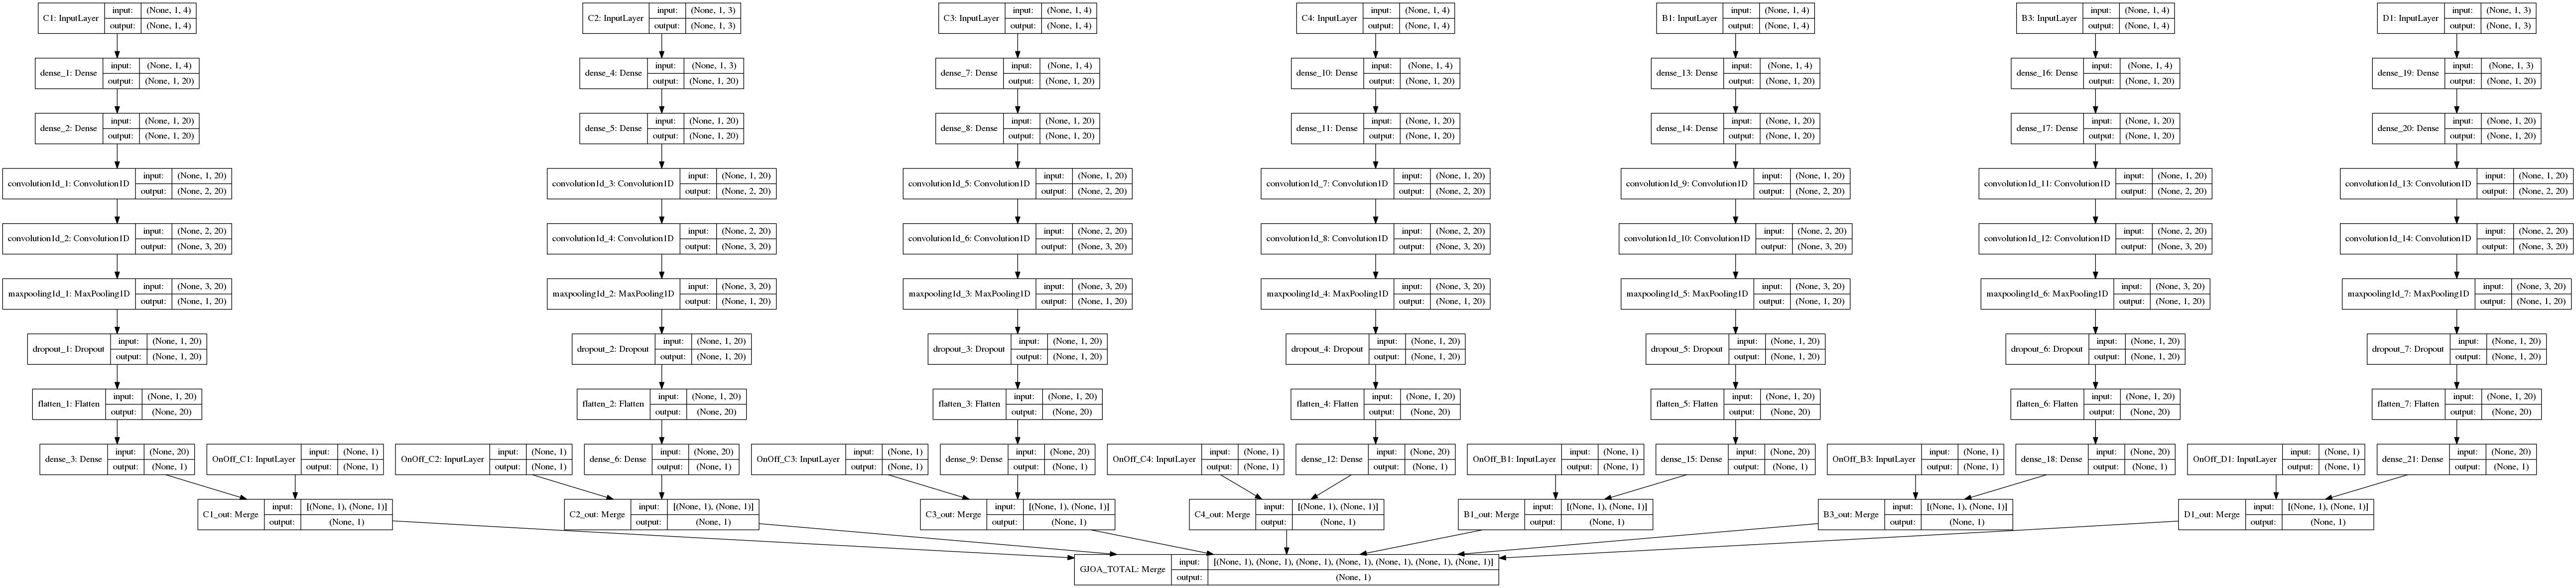 C1: InputLayer input: (None, 1, 4)
output: (None, 1, 4)
dense_1: Dense input: (None, 1, 4)
output: (None, 1, 20)
dense_2: Dense input: (None, 1, 20)
output: (None, 1, 20)
convolution1d_1: Convolution1D input: (None, 1, 20)
output: (None, 2, 20)
convolution1d_2: Convolution1D input: (None, 2, 20)
output: (None, 3, 20)
maxpooling1d_1: MaxPooling1D input: (None, 3, 20)
output: (None, 1, 20)
dropout_1: Dropout input: (None, 1, 20)
output: (None, 1, 20)
flatten_1: Flatten input: (None, 1, 20)
output: (None, 20)
dense_3: Dense input: (None, 20)
output: (None, 1)
OnOff_C1: InputLayer input: (None, 1)
output: (None, 1)
C1_out: Merge input: [(None, 1), (None, 1)]
output: (None, 1)
C2: InputLayer input: (None, 1, 3)
output: (None, 1, 3)
dense_4: Dense input: (None, 1, 3)
output: (None, 1, 20)
dense_5: Dense input: (None, 1, 20)
output: (None, 1, 20)
convolution1d_3: Convolution1D input: (None, 1, 20)
output: (None, 2, 20)
convolution1d_4: Convolution1D input: (None, 2, 20)
output: (None, 3, 20)
maxpooling1d_2: MaxPooling1D input: (None, 3, 20)
output: (None, 1, 20)
dropout_2: Dropout input: (None, 1, 20)
output: (None, 1, 20)
flatten_2: Flatten input: (None, 1, 20)
output: (None, 20)
OnOff_C2: InputLayer input: (None, 1)
output: (None, 1)
dense_6: Dense input: (None, 20)
output: (None, 1)
C2_out: Merge input: [(None, 1), (None, 1)]
output: (None, 1)
C3: InputLayer input: (None, 1, 4)
output: (None, 1, 4)
dense_7: Dense input: (None, 1, 4)
output: (None, 1, 20)
dense_8: Dense input: (None, 1, 20)
output: (None, 1, 20)
convolution1d_5: Convolution1D input: (None, 1, 20)
output: (None, 2, 20)
convolution1d_6: Convolution1D input: (None, 2, 20)
output: (None, 3, 20)
maxpooling1d_3: MaxPooling1D input: (None, 3, 20)
output: (None, 1, 20)
dropout_3: Dropout input: (None, 1, 20)
output: (None, 1, 20)
flatten_3: Flatten input: (None, 1, 20)
output: (None, 20)
OnOff_C3: InputLayer input: (None, 1)
output: (None, 1)
dense_9: Dense input: (None, 20)
output: (None, 1)
C3_out: Merge input: [(None, 1), (None, 1)]
output: (None, 1)
C4: InputLayer input: (None, 1, 4)
output: (None, 1, 4)
dense_10: Dense input: (None, 1, 4)
output: (None, 1, 20)
dense_11: Dense input: (None, 1, 20)
output: (None, 1, 20)
convolution1d_7: Convolution1D input: (None, 1, 20)
output: (None, 2, 20)
convolution1d_8: Convolution1D input: (None, 2, 20)
output: (None, 3, 20)
maxpooling1d_4: MaxPooling1D input: (None, 3, 20)
output: (None, 1, 20)
dropout_4: Dropout input: (None, 1, 20)
output: (None, 1, 20)
flatten_4: Flatten input: (None, 1, 20)
output: (None, 20)
OnOff_C4: InputLayer input: (None, 1)
output: (None, 1)
dense_12: Dense input: (None, 20)
output: (None, 1)
C4_out: Merge input: [(None, 1), (None, 1)]
output: (None, 1)
B1: InputLayer input: (None, 1, 4)
output: (None, 1, 4)
dense_13: Dense input: (None, 1, 4)
output: (None, 1, 20)
dense_14: Dense input: (None, 1, 20)
output: (None, 1, 20)
convolution1d_9: Convolution1D input: (None, 1, 20)
output: (None, 2, 20)
convolution1d_10: Convolution1D input: (None, 2, 20)
output: (None, 3, 20)
maxpooling1d_5: MaxPooling1D input: (None, 3, 20)
output: (None, 1, 20)
dropout_5: Dropout input: (None, 1, 20)
output: (None, 1, 20)
flatten_5: Flatten input: (None, 1, 20)
output: (None, 20)
OnOff_B1: InputLayer input: (None, 1)
output: (None, 1)
dense_15: Dense input: (None, 20)
output: (None, 1)
B1_out: Merge input: [(None, 1), (None, 1)]
output: (None, 1)
B3: InputLayer input: (None, 1, 4)
output: (None, 1, 4)
dense_16: Dense input: (None, 1, 4)
output: (None, 1, 20)
dense_17: Dense input: (None, 1, 20)
output: (None, 1, 20)
convolution1d_11: Convolution1D input: (None, 1, 20)
output: (None, 2, 20)
convolution1d_12: Convolution1D input: (None, 2, 20)
output: (None, 3, 20)
maxpooling1d_6: MaxPooling1D input: (None, 3, 20)
output: (None, 1, 20)
dropout_6: Dropout input: (None, 1, 20)
output: (None, 1, 20)
flatten_6: Flatten input: (None, 1, 20)
output: (None, 20)
OnOff_B3: InputLayer input: (None, 1)
output: (None, 1)
dense_18: Dense input: (None, 20)
output: (None, 1)
B3_out: Merge input: [(None, 1), (None, 1)]
output: (None, 1)
D1: InputLayer input: (None, 1, 3)
output: (None, 1, 3)
dense_19: Dense input: (None, 1, 3)
output: (None, 1, 20)
dense_20: Dense input: (None, 1, 20)
output: (None, 1, 20)
convolution1d_13: Convolution1D input: (None, 1, 20)
output: (None, 2, 20)
convolution1d_14: Convolution1D input: (None, 2, 20)
output: (None, 3, 20)
maxpooling1d_7: MaxPooling1D input: (None, 3, 20)
output: (None, 1, 20)
dropout_7: Dropout input: (None, 1, 20)
output: (None, 1, 20)
flatten_7: Flatten input: (None, 1, 20)
output: (None, 20)
OnOff_D1: InputLayer input: (None, 1)
output: (None, 1)
dense_21: Dense input: (None, 20)
output: (None, 1)
D1_out: Merge input: [(None, 1), (None, 1)]
output: (None, 1)
GJOA_TOTAL: Merge input: [(None, 1), (None, 1), (None, 1), (None, 1), (None, 1), (None, 1), (None, 1)]
output: (None, 1)